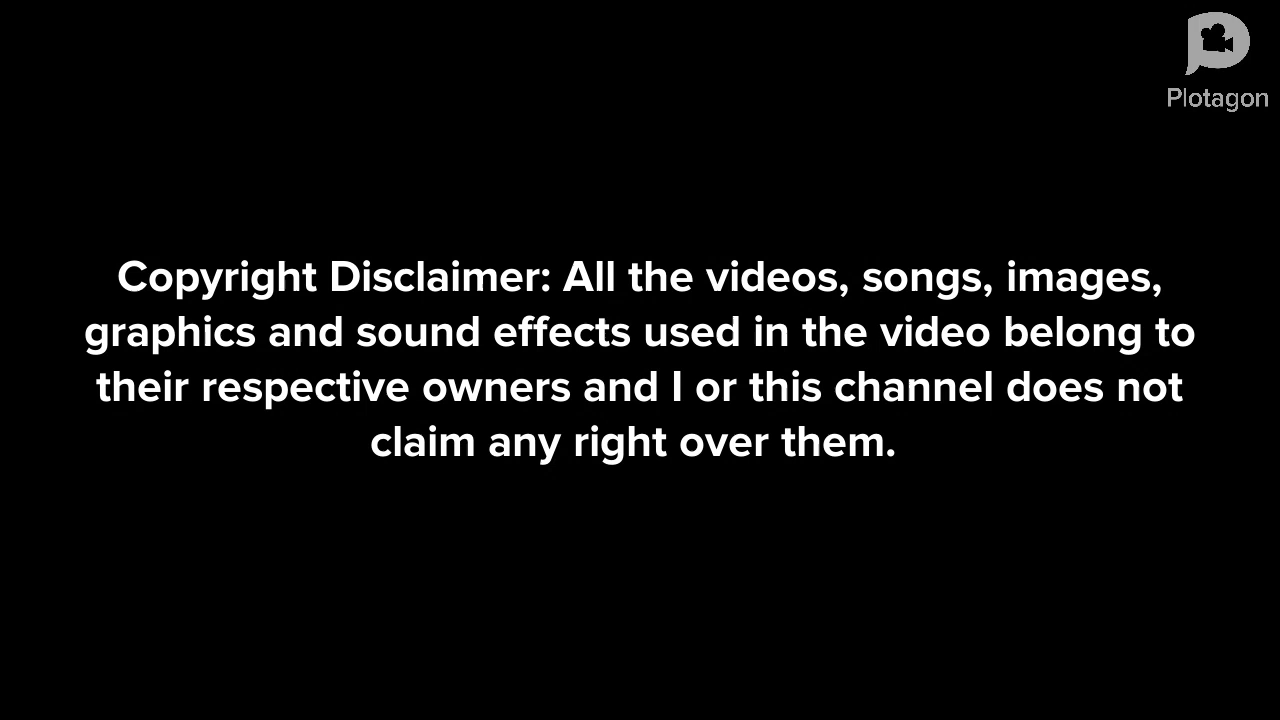 Plotagon
Copyright Disclaimer: All the videos, songs, images,
graphics and sound effects used in the video belong to
their respective owners and I or this channel does not
claim any right over them.